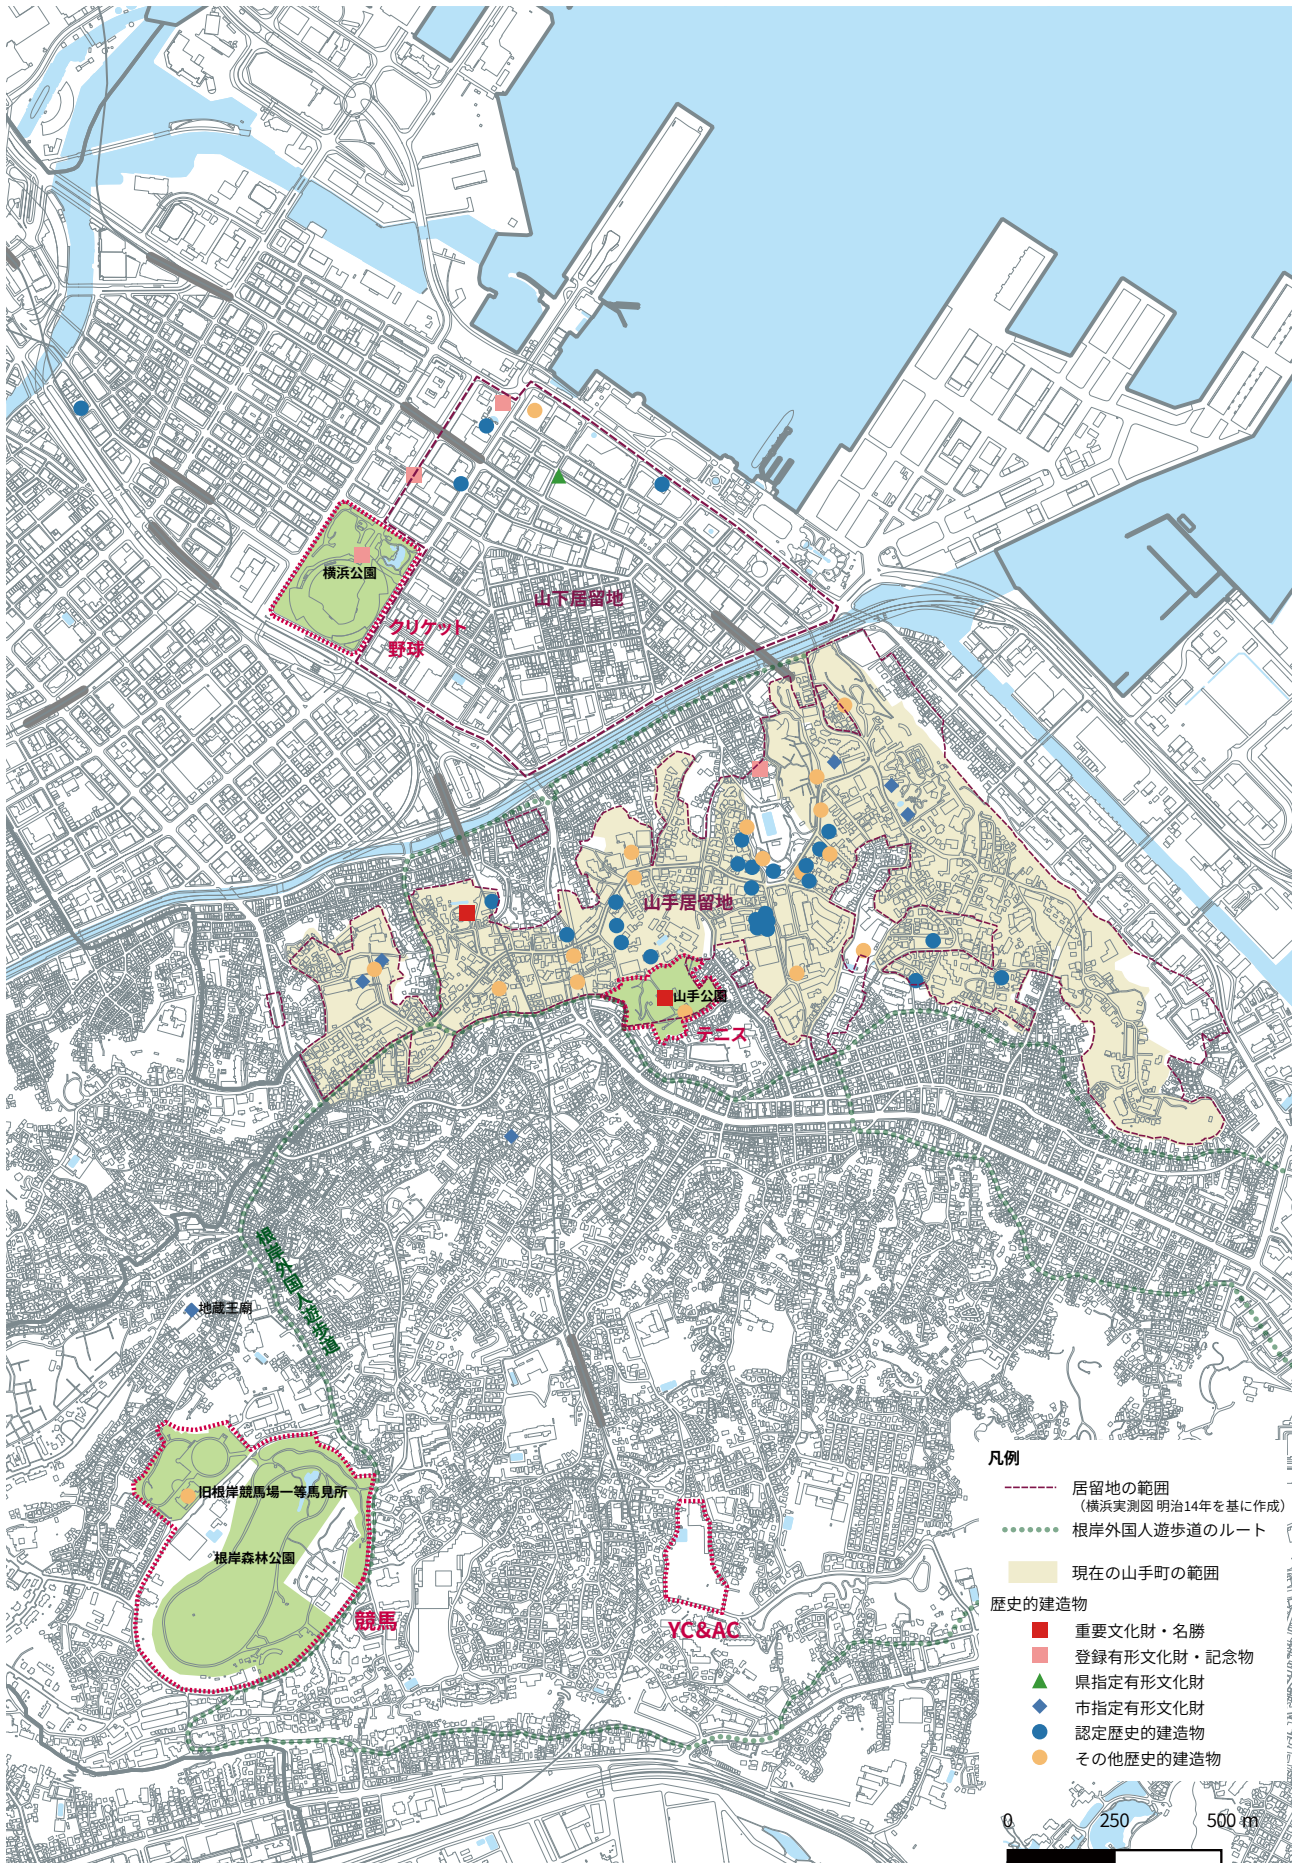 横浜公園
クリケット
野球
山下居留地
山手居留地
山手公園
テニス
根岸外国人遊歩道
地蔵王廟
旧根岸競馬場一等馬見所
根岸森林公園
競馬
YC&AC
凡例
居留地の範囲
（横浜実測図 明治14年を基に作成）
根岸外国人遊歩道のルート
現在の山手町の範囲
歴史的建造物
重要文化財・名勝
登録有形文化財・記念物
県指定有形文化財
市指定有形文化財
認定歴史的建造物
その他歴史的建造物
0 250 500 m